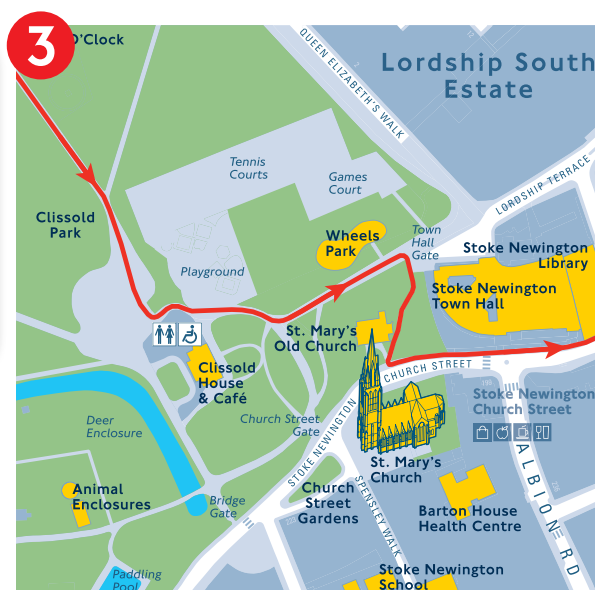 3
O'Clock
QUEEN ELIZABETH'S WALK
Lordship South
Estate
LORDSHIP TERRACE
Tennis
Courts
Games
Court
Clissold
Park
Wheels
Park
Town
Hall
Gate
Stoke Newington
Library
Playground
Stoke Newington
Town Hall
St. Mary's
Old Church
Clissold
House
& Café
STOKE NEWINGTON CHURCH STREET
Stoke Newington
Church Street
Deer
Enclosure
Church Street
Gate
St. Mary's
Church
ALBION RD
Animal
Enclosures
Bridge
Gate
Church
Street
Gardens
SPENSLEY WALK
Barton House
Health Centre
Paddling
Pool
Stoke Newington
School